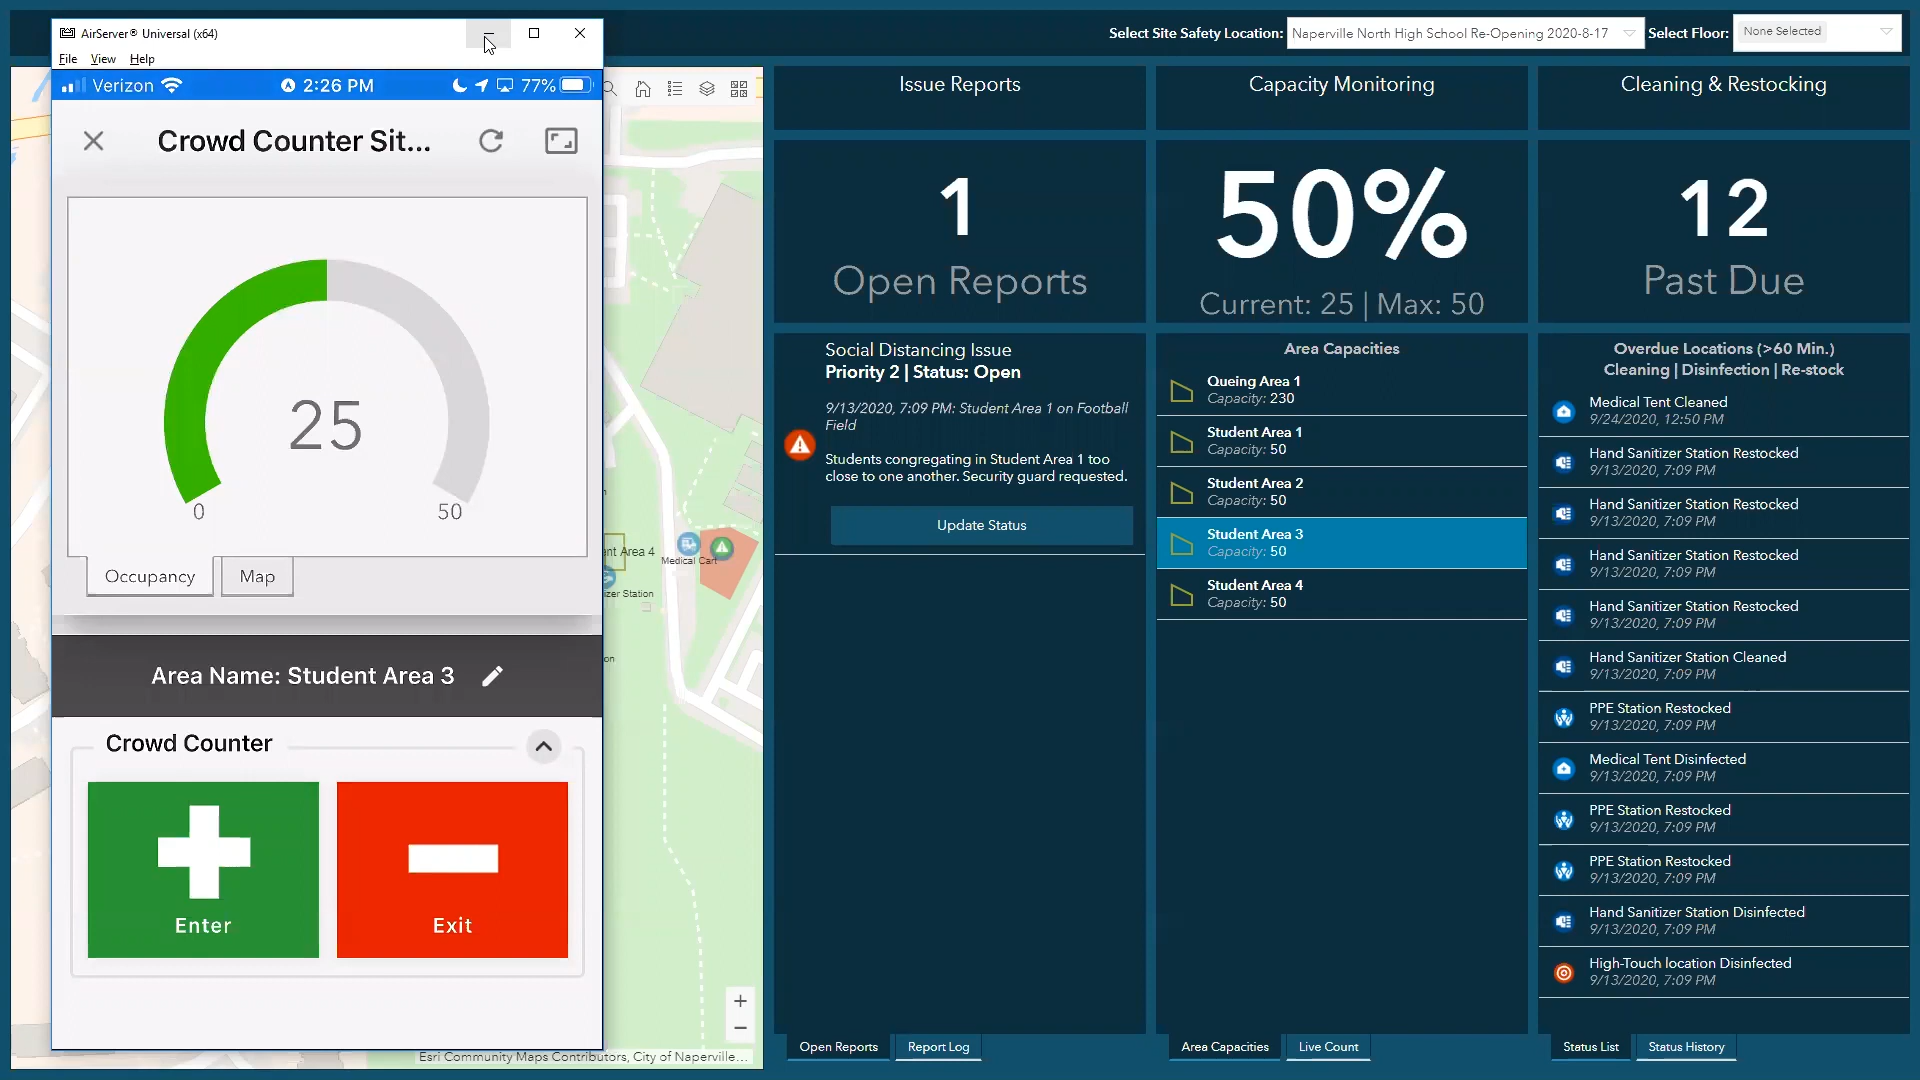 AirServer® Universal (x64)
File View Help
Verizon 2:26 PM 77%
Crowd Counter Sit...
25
0 50
Occupancy Map
Area Name: Student Area 3
Crowd Counter
Enter Exit
Select Site Safety Location: Naperville North High School Re-Opening 2020-8-17 Select Floor: None Selected
Student Area 4
Medical Cart
Esri Community Maps Contributors, City of Naperville...
Issue Reports
1
Open Reports
Social Distancing Issue
Priority 2 | Status: Open
9/13/2020, 7:09 PM: Student Area 1 on Football
Field
Students congregating in Student Area 1 too
close to one another. Security guard requested.
Update Status
Open Reports Report Log
Capacity Monitoring
50%
Current: 25 | Max: 50
Area Capacities
Queing Area 1
Capacity: 230
Student Area 1
Capacity: 50
Student Area 2
Capacity: 50
Student Area 3
Capacity: 50
Student Area 4
Capacity: 50
Area Capacities Live Count
Cleaning & Restocking
12
Past Due
Overdue Locations (>60 Min.)
Cleaning | Disinfection | Re-stock
Medical Tent Cleaned
9/24/2020, 12:50 PM
Hand Sanitizer Station Restocked
9/13/2020, 7:09 PM
Hand Sanitizer Station Restocked
9/13/2020, 7:09 PM
Hand Sanitizer Station Restocked
9/13/2020, 7:09 PM
Hand Sanitizer Station Restocked
9/13/2020, 7:09 PM
Hand Sanitizer Station Cleaned
9/13/2020, 7:09 PM
PPE Station Restocked
9/13/2020, 7:09 PM
Medical Tent Disinfected
9/13/2020, 7:09 PM
PPE Station Restocked
9/13/2020, 7:09 PM
PPE Station Restocked
9/13/2020, 7:09 PM
Hand Sanitizer Station Disinfected
9/13/2020, 7:09 PM
High-Touch location Disinfected
9/13/2020, 7:09 PM
Status List Status History